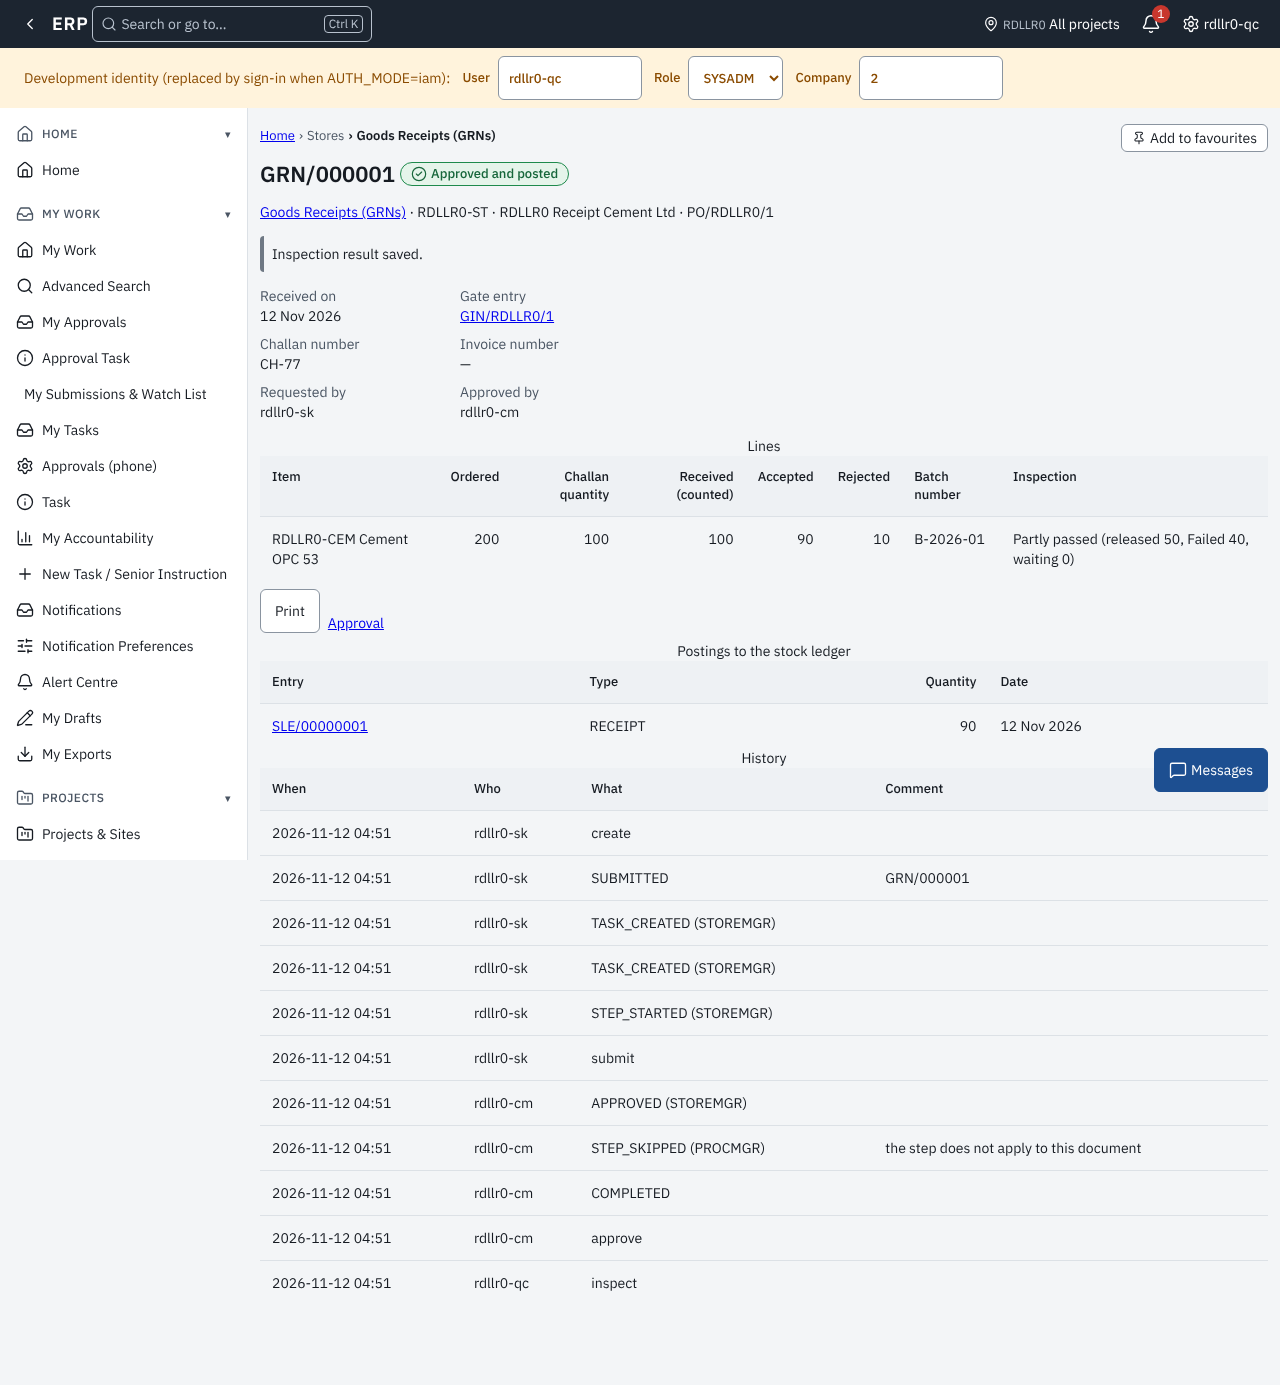 ERP
Search or go to...
Ctrl K
RDLLR0 All projects
1
rdllr0-qc
Development identity (replaced by sign-in when AUTH_MODE=iam):
User
rdllr0-qc
Role
SYSADM
Company
2
HOME
Home
MY WORK
My Work
Advanced Search
My Approvals
Approval Task
My Submissions & Watch List
My Tasks
Approvals (phone)
Task
My Accountability
New Task / Senior Instruction
Notifications
Notification Preferences
Alert Centre
My Drafts
My Exports
PROJECTS
Projects & Sites
Home › Stores › Goods Receipts (GRNs)
Add to favourites
GRN/000001
Approved and posted
Goods Receipts (GRNs) · RDLLR0-ST · RDLLR0 Receipt Cement Ltd · PO/RDLLR0/1
Inspection result saved.
Received on
12 Nov 2026
Gate entry
GIN/RDLLR0/1
Challan number
CH-77
Invoice number
—
Requested by
rdllr0-sk
Approved by
rdllr0-cm
Lines
Item Ordered Challan quantity Received (counted) Accepted Rejected Batch number Inspection
RDLLR0-CEM Cement OPC 53 200 100 100 90 10 B-2026-01 Partly passed (released 50, Failed 40, waiting 0)
Print
Approval
Postings to the stock ledger
Entry Type Quantity Date
SLE/00000001 RECEIPT 90 12 Nov 2026
History
Messages
When Who What Comment
2026-11-12 04:51 rdllr0-sk create
2026-11-12 04:51 rdllr0-sk SUBMITTED GRN/000001
2026-11-12 04:51 rdllr0-sk TASK_CREATED (STOREMGR)
2026-11-12 04:51 rdllr0-sk TASK_CREATED (STOREMGR)
2026-11-12 04:51 rdllr0-sk STEP_STARTED (STOREMGR)
2026-11-12 04:51 rdllr0-sk submit
2026-11-12 04:51 rdllr0-cm APPROVED (STOREMGR)
2026-11-12 04:51 rdllr0-cm STEP_SKIPPED (PROCMGR) the step does not apply to this document
2026-11-12 04:51 rdllr0-cm COMPLETED
2026-11-12 04:51 rdllr0-cm approve
2026-11-12 04:51 rdllr0-qc inspect